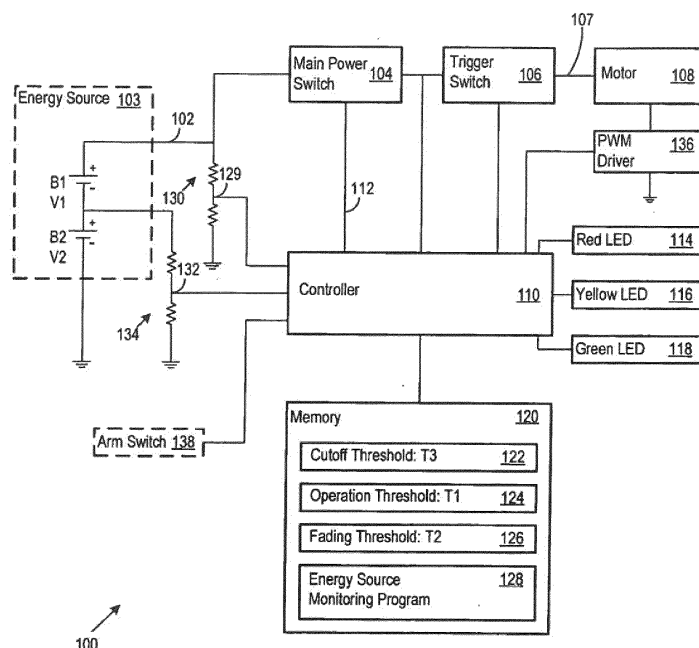 107
Main Power
Switch 104
Trigger
Switch 106
Motor 108
Energy Source 103
102
PWM
Driver 136
B1
V1
+
-
130
129
112
B2
V2
+
-
132
134
Controller 110
Red LED 114
Yellow LED 116
Green LED 118
Arm Switch 138
Memory 120
Cutoff Threshold: T3 122
Operation Threshold: T1 124
Fading Threshold: T2 126
Energy Source
Monitoring Program 128
100